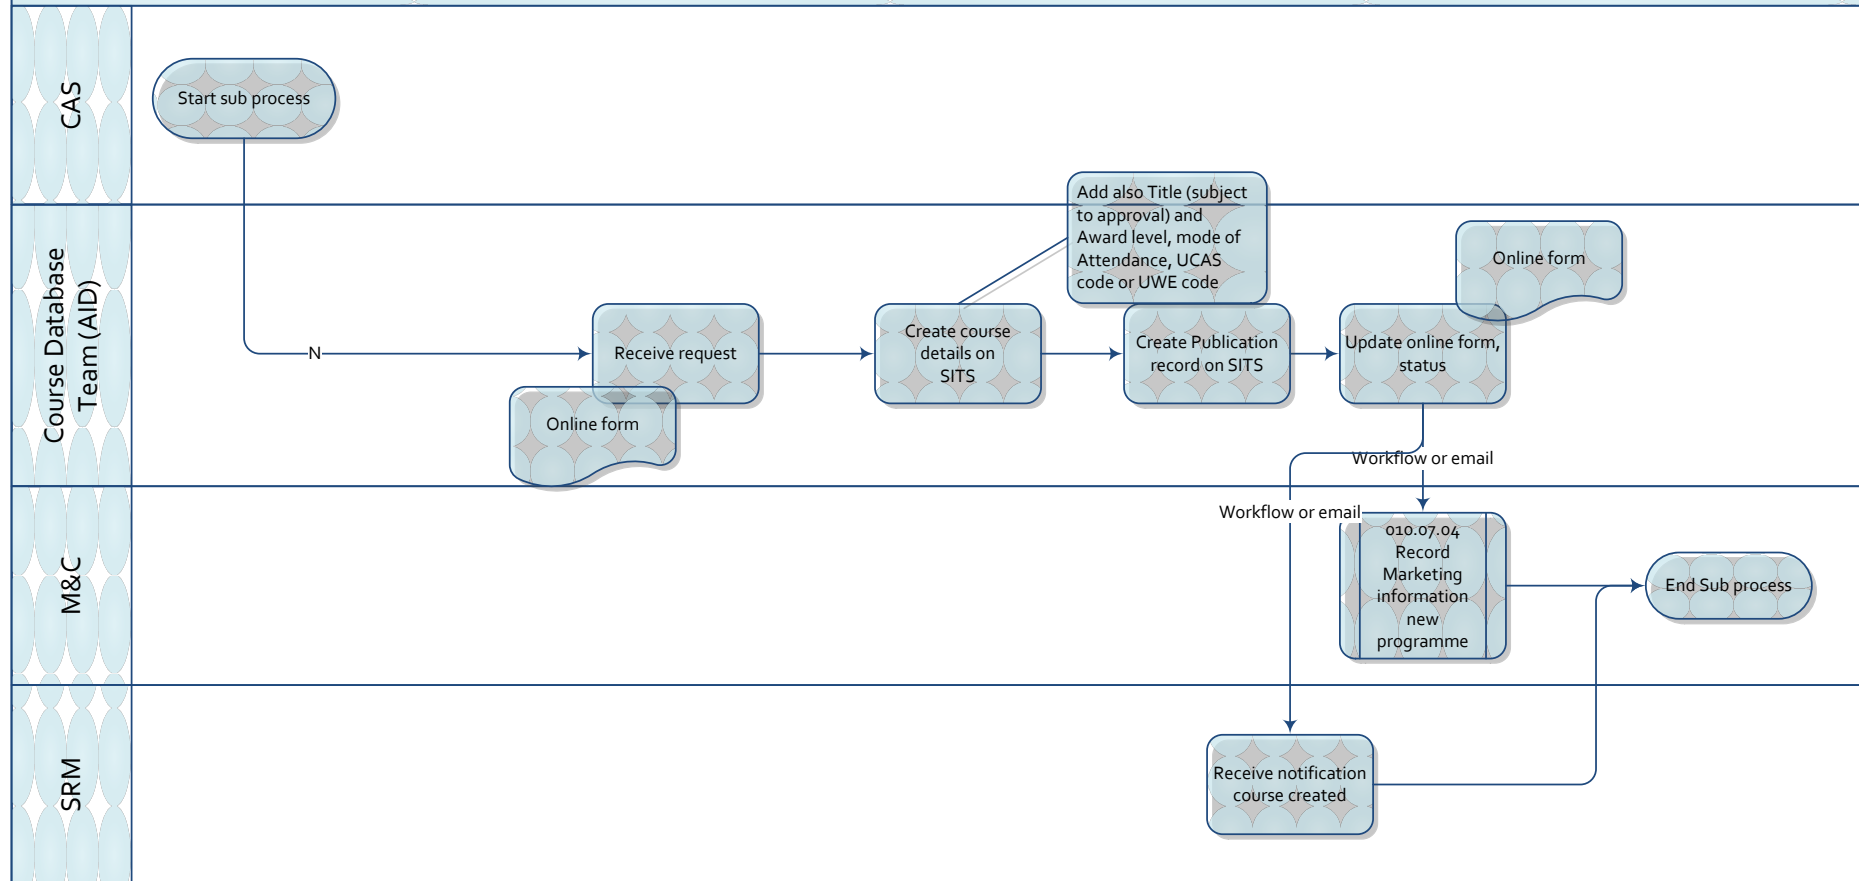 CAS
Start sub process
Course Database
Team (AID)
Add also Title (subject
to approval) and
Award level, mode of
Attendance, UCAS
code or UWE code
Online form
N
Receive request
Online form
Create course
details on
SITS
Create Publication
record on SITS
Update online form,
status
Workflow or email
Workflow or email
M&C
010.07.04
Record
Marketing
information
new
programme
End Sub process
SRM
Receive notification
course created